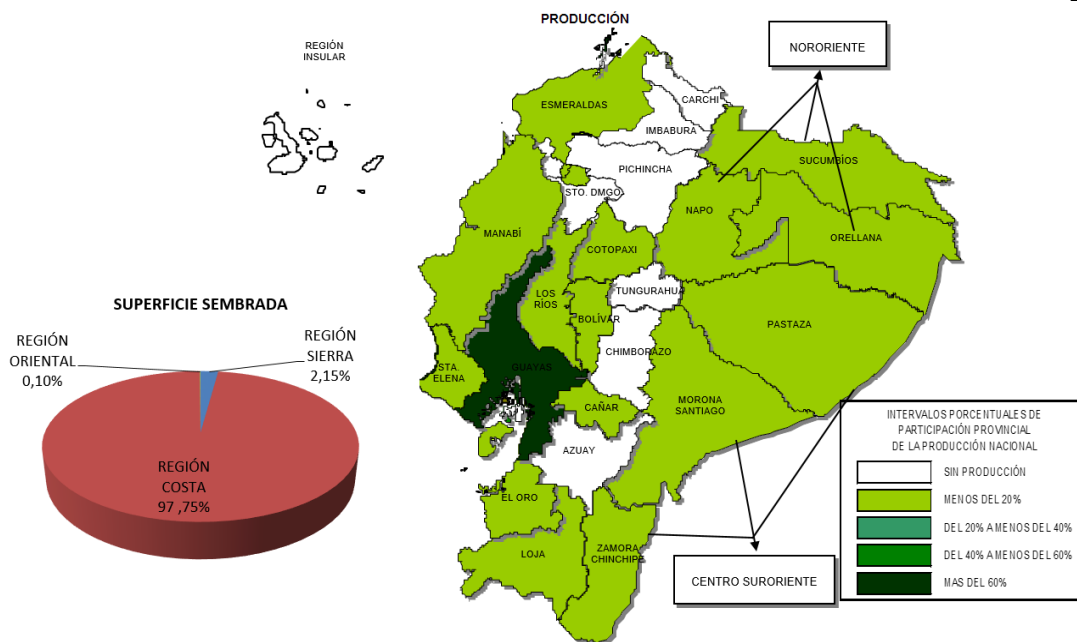 PRODUCCIÓN
REGIÓN
INSULAR
NORORIENTE
ESMERALDAS
CARCHI
IMBABURA
SUCUMBÍOS
PICHINCHA
STO. DMGO.
NAPO
ORELLANA
MANABÍ
COTOPAXI
TUNGURAHUA
LOS
RÍOS
BOLÍVAR
PASTAZA
CHIMBORAZO
STA.
ELENA
GUAYAS
MORONA
SANTIAGO
CAÑAR
AZUAY
EL ORO
LOJA
ZAMORA
CHINCHIPE
CENTRO SURORIENTE
SUPERFICIE SEMBRADA
REGIÓN
ORIENTAL
0,10%
REGIÓN
SIERRA
2,15%
REGIÓN
COSTA
97 ,75%
INTERVALOS PORCENTUALES DE
PARTICIPACIÓN PROVINCIAL
DE LA PRODUCCIÓN NACIONAL
SIN PRODUCCIÓN
MENOS DEL 20%
DEL 20% A MENOS DEL 40%
DEL 40% A MENOS DEL 60%
MAS DEL 60%